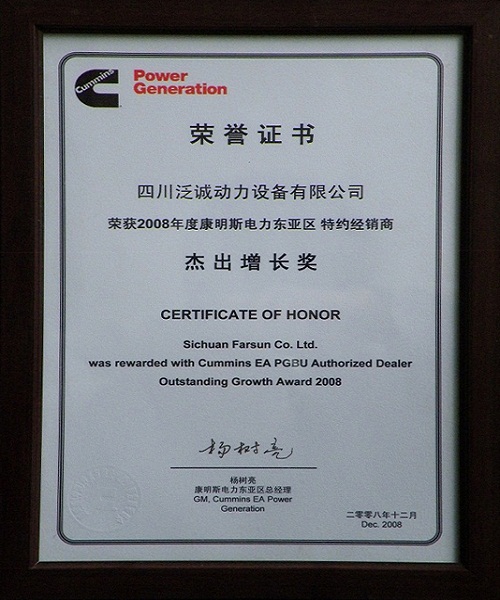 Cummins
Power
Generation
荣誉证书
四川泛诚动力设备有限公司
荣获2008年度康明斯电力东亚区 特约经销商
杰出增长奖
CERTIFICATE OF HONOR
Sichuan Farsun Co. Ltd.
was rewarded with Cummins EA PGBU Authorized Dealer
Outstanding Growth Award 2008
杨树亮
杨树亮
康明斯电力东亚区总经理
GM, Cummins EA Power
Generation
二零零八年十二月
Dec. 2008